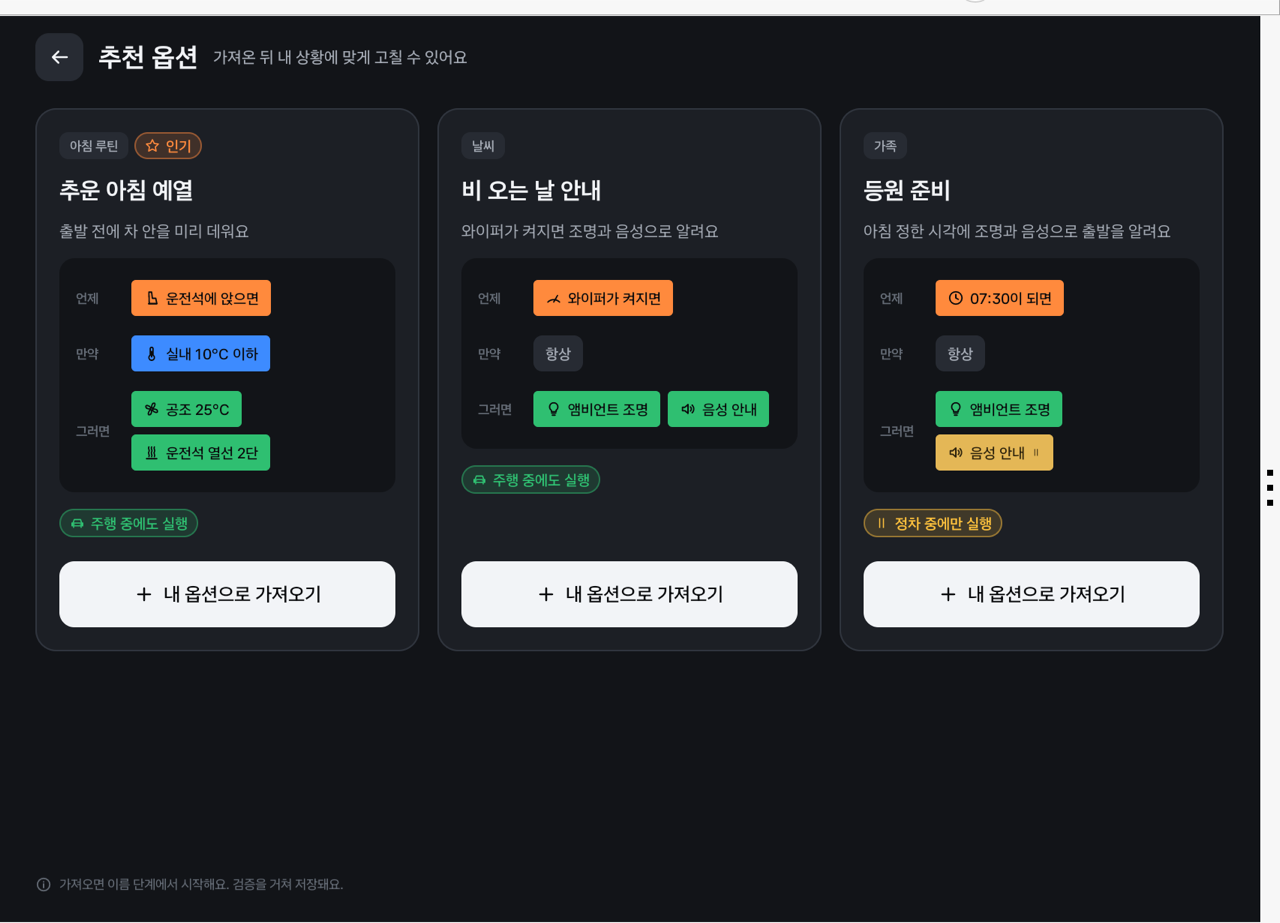 추천 옵션 가져온 뒤 내 상황에 맞게 고칠 수 있어요
아침 루틴 인기
추운 아침 예열
출발 전에 차 안을 미리 데워요
언제 운전석에 앉으면
만약 실내 10°C 이하
그러면 공조 25°C
운전석 열선 2단
주행 중에도 실행
+ 내 옵션으로 가져오기
날씨
비 오는 날 안내
와이퍼가 켜지면 조명과 음성으로 알려요
언제 와이퍼가 켜지면
만약 항상
그러면 앰비언트 조명 음성 안내
주행 중에도 실행
+ 내 옵션으로 가져오기
가족
등원 준비
아침 정한 시각에 조명과 음성으로 출발을 알려요
언제 07:30이 되면
만약 항상
그러면 앰비언트 조명
음성 안내
정차 중에만 실행
+ 내 옵션으로 가져오기
가져오면 이름 단계에서 시작해요. 검증을 거쳐 저장돼요.